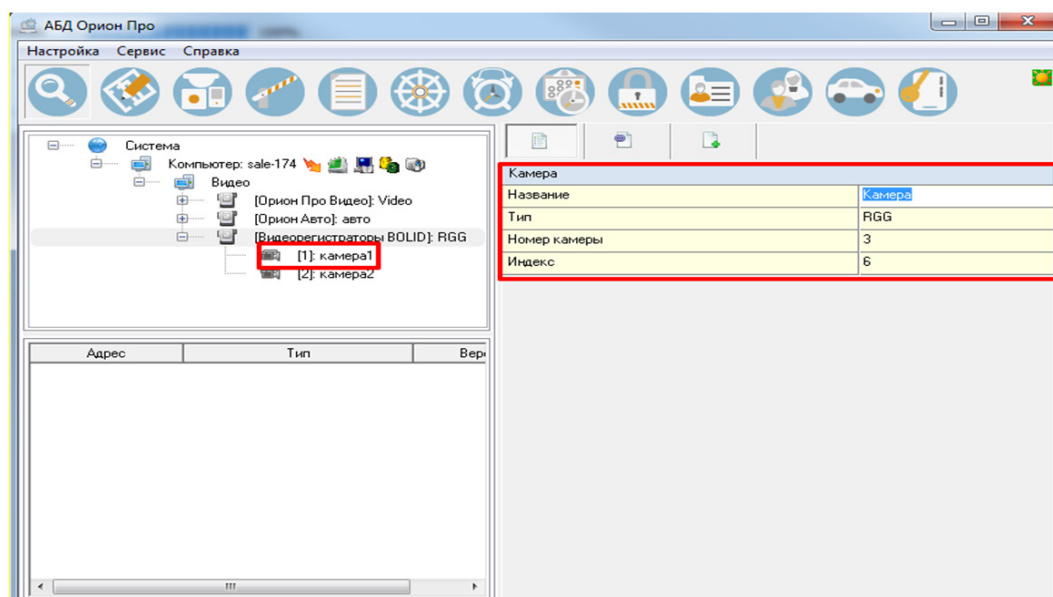 АБД Орион Про
Настройка Сервис Справка
Система
Компьютер: sale-174
Видео
[Орион Про Видео]: Video
[Орион Авто]: авто
[Видеорегистраторы BOLID]: RGG
[1]: камера1
[2]: камера2
Адрес Тип Верс
Камера
Название Камера
Тип RGG
Номер камеры 3
Индекс 6